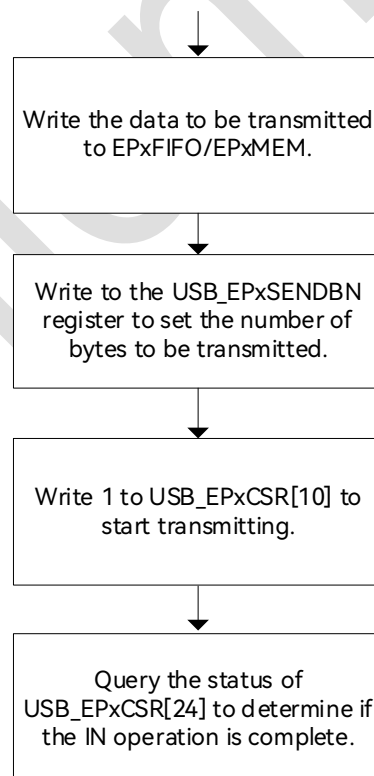 Write the data to be transmitted
to EPxFIFO/EPxMEM.
Write to the USB_EPxSENDBN
register to set the number of
bytes to be transmitted.
Write 1 to USB_EPxCSR[10] to
start transmitting.
Query the status of
USB_EPxCSR[24] to determine if
the IN operation is complete.